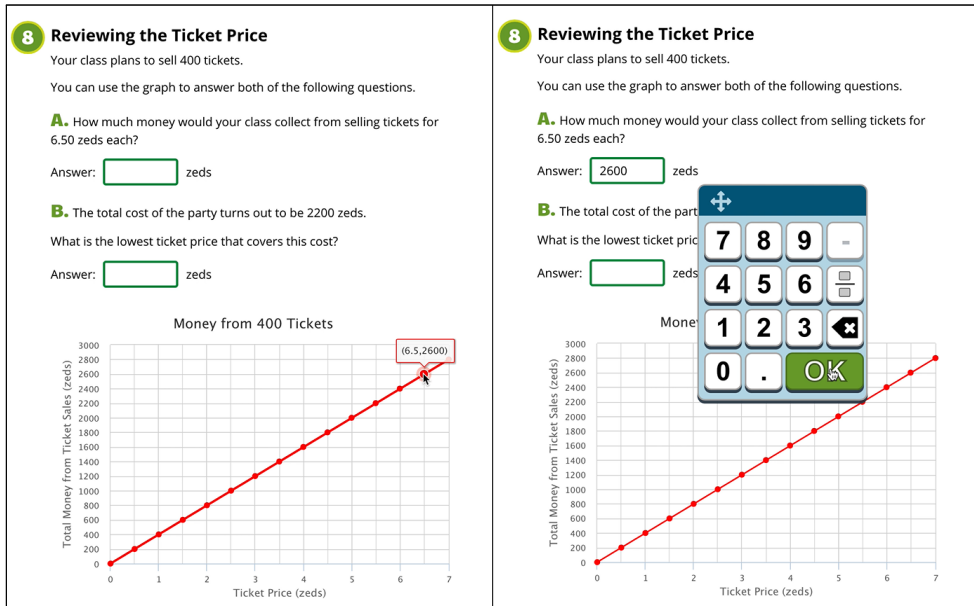 8 Reviewing the Ticket Price
Your class plans to sell 400 tickets.
You can use the graph to answer both of the following questions.
A. How much money would your class collect from selling tickets for
6.50 zeds each?
Answer: zeds
B. The total cost of the party turns out to be 2200 zeds.
What is the lowest ticket price that covers this cost?
Answer: zeds
Money from 400 Tickets
(6.5,2600)
Total Money from Ticket Sales (zeds)
3000
2800
2600
2400
2200
2000
1800
1600
1400
1200
1000
800
600
400
200
0
0 1 2 3 4 5 6 7
Ticket Price (zeds)
8 Reviewing the Ticket Price
Your class plans to sell 400 tickets.
You can use the graph to answer both of the following questions.
A. How much money would your class collect from selling tickets for
6.50 zeds each?
Answer: 2600 zeds
B. The total cost of the part
What is the lowest ticket pric
Answer: zeds
7 8 9 -
4 5 6
1 2 3
0 . OK
Mone
Total Money from Ticket Sales (zeds)
3000
2800
2600
2400
2200
2000
1800
1600
1400
1200
1000
800
600
400
200
0
0 1 2 3 4 5 6 7
Ticket Price (zeds)